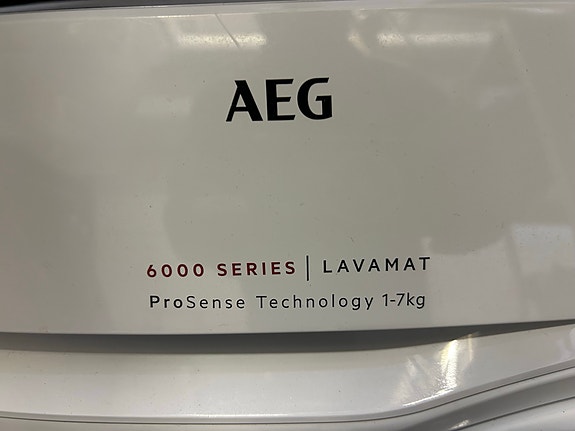 AEG
6000 SERIES | LAVAMAT
ProSense Technology 1-7kg